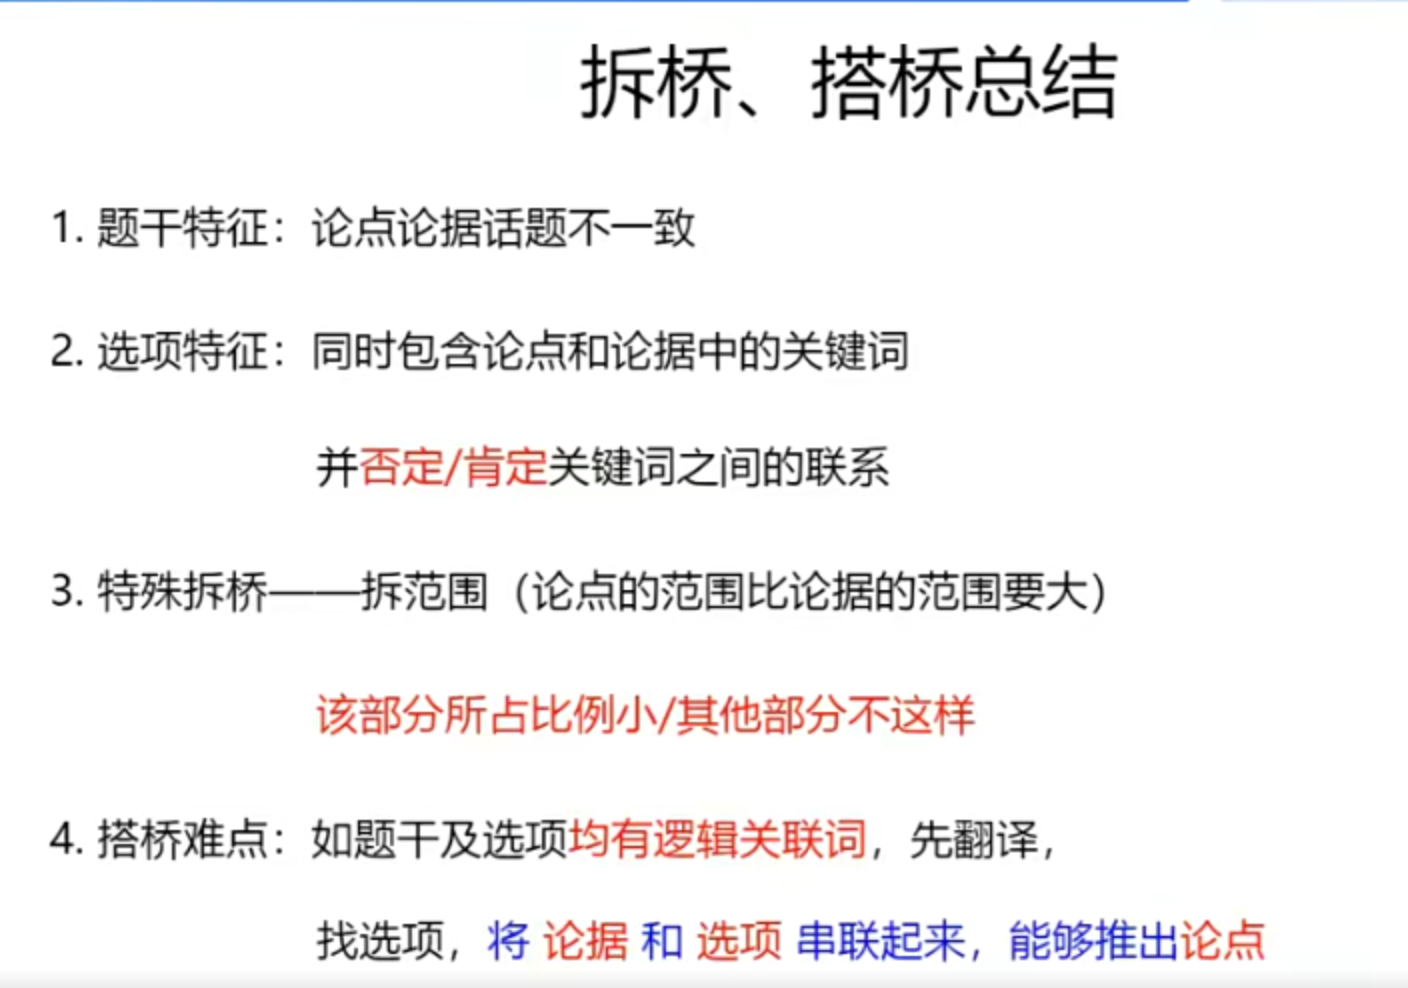 拆桥、搭桥总结
1. 题干特征：论点论据话题不一致
2. 选项特征：同时包含论点和论据中的关键词
并否定/肯定关键词之间的联系
3. 特殊拆桥——拆范围（论点的范围比论据的范围要大）
该部分所占比例小/其他部分不这样
4. 搭桥难点：如题干及选项均有逻辑关联词，先翻译，
找选项，将 论据 和 选项 串联起来，能够推出论点